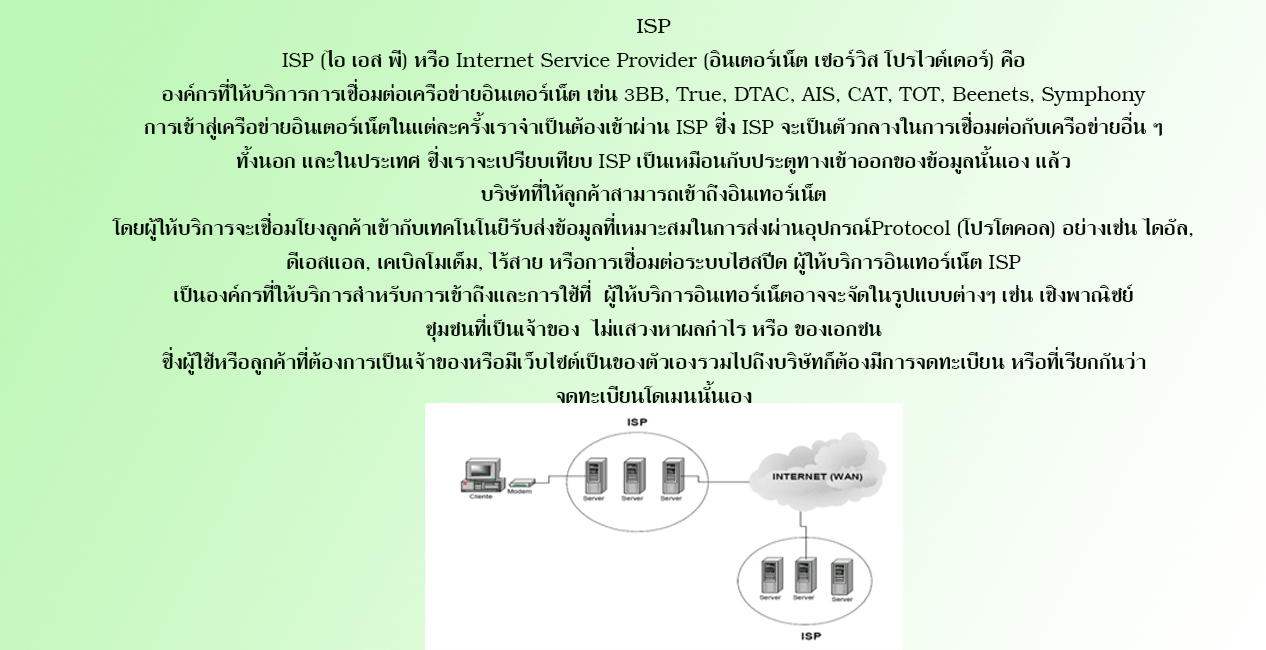 ISP
ISP (ไอ เอส พี) หรือ Internet Service Provider (อินเตอร์เน็ต เซอร์วิส โปรไวด์เดอร์) คือ
องค์กรที่ให้บริการการเชื่อมต่อเครือข่ายอินเตอร์เน็ต เช่น 3BB, True, DTAC, AIS, CAT, TOT, Beenets, Symphony
การเข้าสู่เครือข่ายอินเตอร์เน็ตในแต่ละครั้งเราจำเป็นต้องเข้าผ่าน ISP ซึ่ง ISP จะเป็นตัวกลางในการเชื่อมต่อกับเครือข่ายอื่น ๆ
ทั้งนอก และในประเทศ ซึ่งเราจะเปรียบเทียบ ISP เป็นเหมือนกับประตูทางเข้าออกของข้อมูลนั้นเอง แล้ว
บริษัทที่ให้ลูกค้าสามารถเข้าถึงอินเทอร์เน็ต
โดยผู้ให้บริการจะเชื่อมโยงลูกค้าเข้ากับเทคโนโนยีรับส่งข้อมูลที่เหมาะสมในการส่งผ่านอุปกรณ์Protocol (โปรโตคอล) อย่างเช่น ไดอัล,
ดีเอสแอล, เคเบิลโมเด็ม, ไร้สาย หรือการเชื่อมต่อระบบไฮสปีด ผู้ให้บริการอินเทอร์เน็ต ISP
เป็นองค์กรที่ให้บริการสำหรับการเข้าถึงและการใช้ที่  ผู้ให้บริการอินเทอร์เน็ตอาจจะจัดในรูปแบบต่างๆ เช่น เชิงพาณิชย์
ชุมชนที่เป็นเจ้าของ  ไม่แสวงหาผลกำไร หรือ ของเอกชน
ซึ่งผู้ใช้หรือลูกค้าที่ต้องการเป็นเจ้าของหรือมีเว็บไซต์เป็นของตัวเองรวมไปถึงบริษัทก็ต้องมีการจดทะเบียน หรือที่เรียกกันว่า
จดทะเบียนโดเมนนั้นเอง
ISP
INTERNET (WAN)
Cliente Modem Server Server Server
Server Server Server
ISP